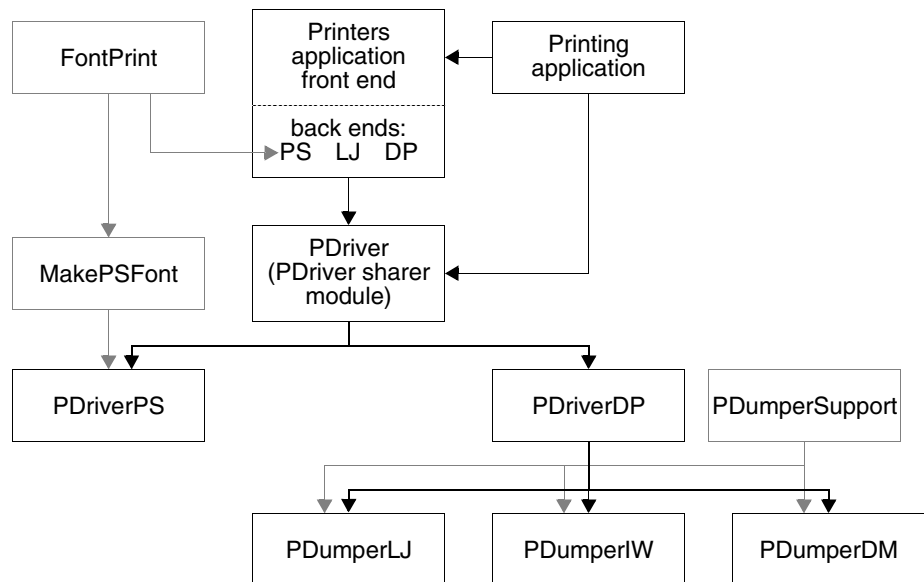 FontPrint
Printers
application
front end
Printing
application
back ends:
PS LJ DP
MakePSFont
PDriver
(PDriver sharer
module)
PDriverPS
PDriverDP
PDumperSupport
PDumperLJ
PDumperIW
PDumperDM